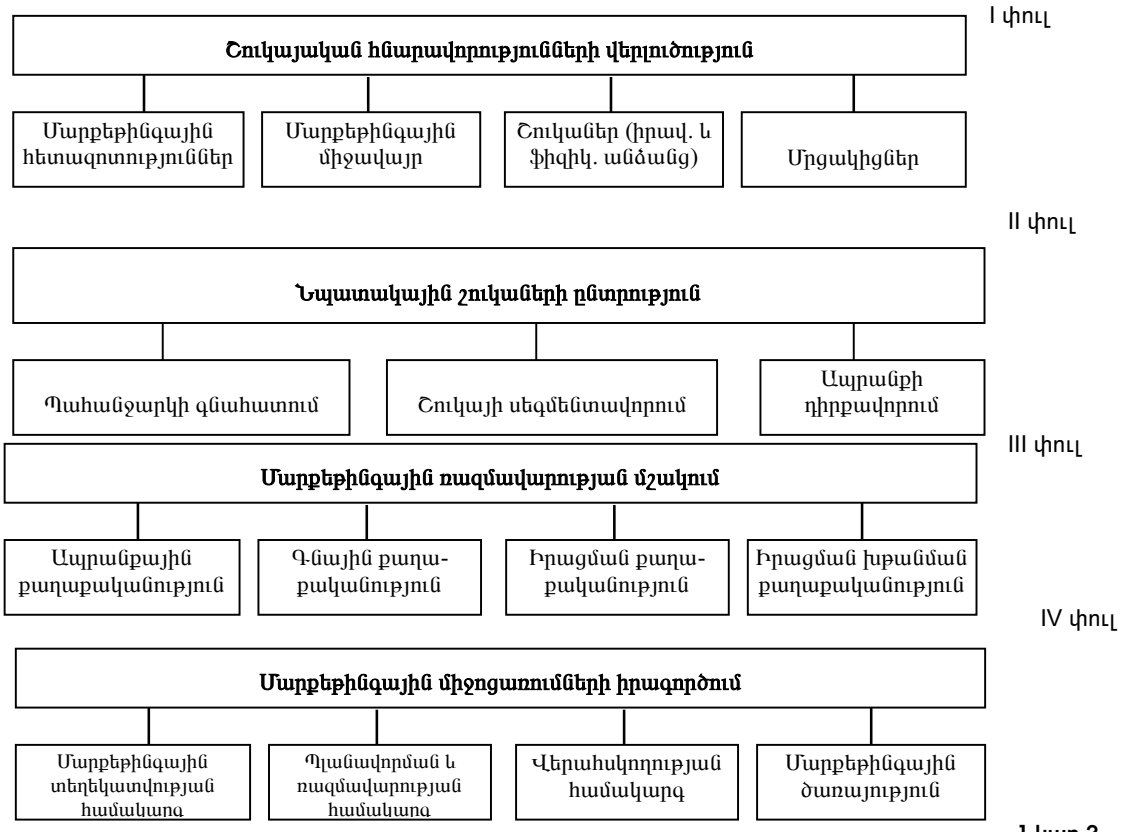 I փուլ
Շուկայական հնարավորությունների վերլուծություն
Մարքեթինգային
հետազոտություններ
Մարքեթինգային
միջավայր
Շուկաներ (իրավ. և
ֆիզիկ. անձանց)
Մրցակիցներ
II փուլ
Նպատակային շուկաների ընտրություն
Պահանջարկի գնահատում
Շուկայի սեգմենտավորում
Ապրանքի
դիրքավորում
III փուլ
Մարքեթինգային ռազմավարության մշակում
Ապրանքային
քաղաքականություն
Գնային քաղա-
քականություն
Իրացման քաղա-
քականություն
Իրացման խթանման
քաղաքականություն
IV փուլ
Մարքեթինգային միջոցառումների իրագործում
Մարքեթինգային
տեղեկատվության
համակարգ
Պլանավորման և
ռազմավարության
համակարգ
Վերահսկողության
համակարգ
Մարքեթինգային
ծառայություն